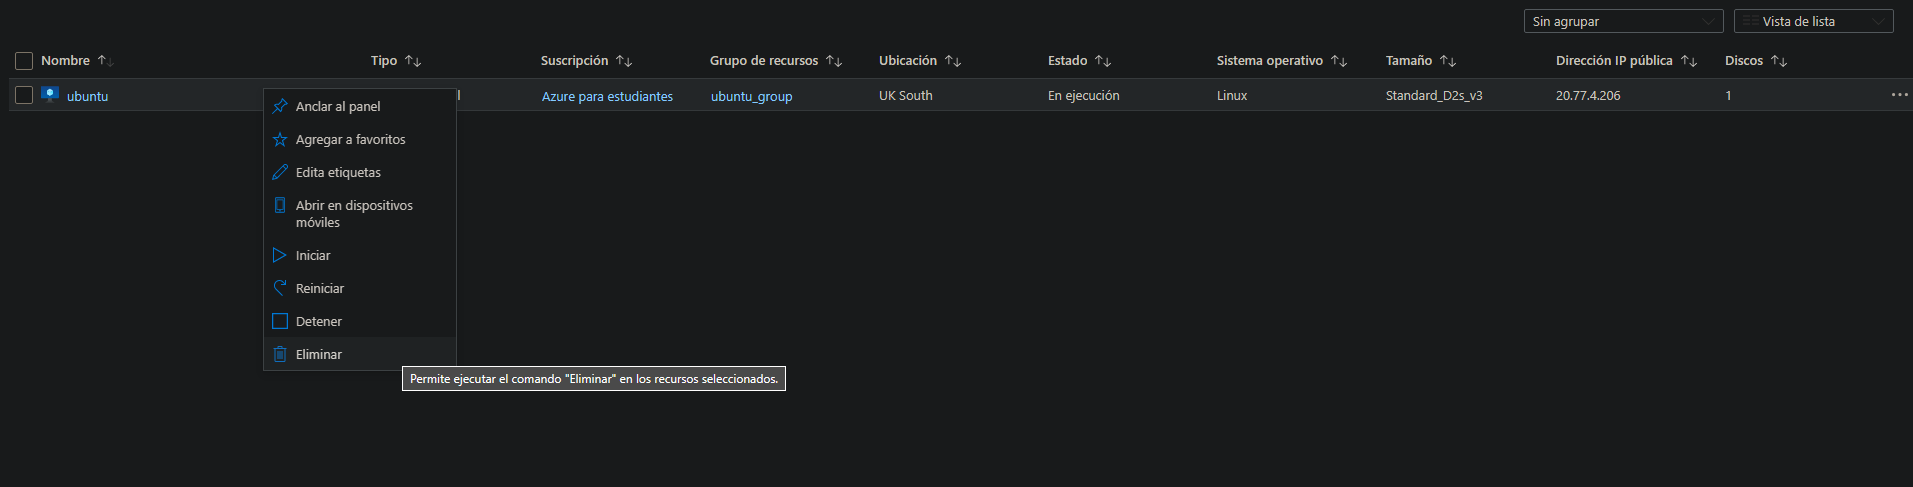 Sin agrupar
Vista de lista
Nombre
Tipo
Suscripción
Grupo de recursos
Ubicación
Estado
Sistema operativo
Tamaño
Dirección IP pública
Discos
ubuntu
l
Azure para estudiantes
ubuntu_group
UK South
En ejecución
Linux
Standard_D2s_v3
20.77.4.206
1
Anclar al panel
Agregar a favoritos
Edita etiquetas
Abrir en dispositivos
móviles
Iniciar
Reiniciar
Detener
Eliminar
Permite ejecutar el comando "Eliminar" en los recursos seleccionados.